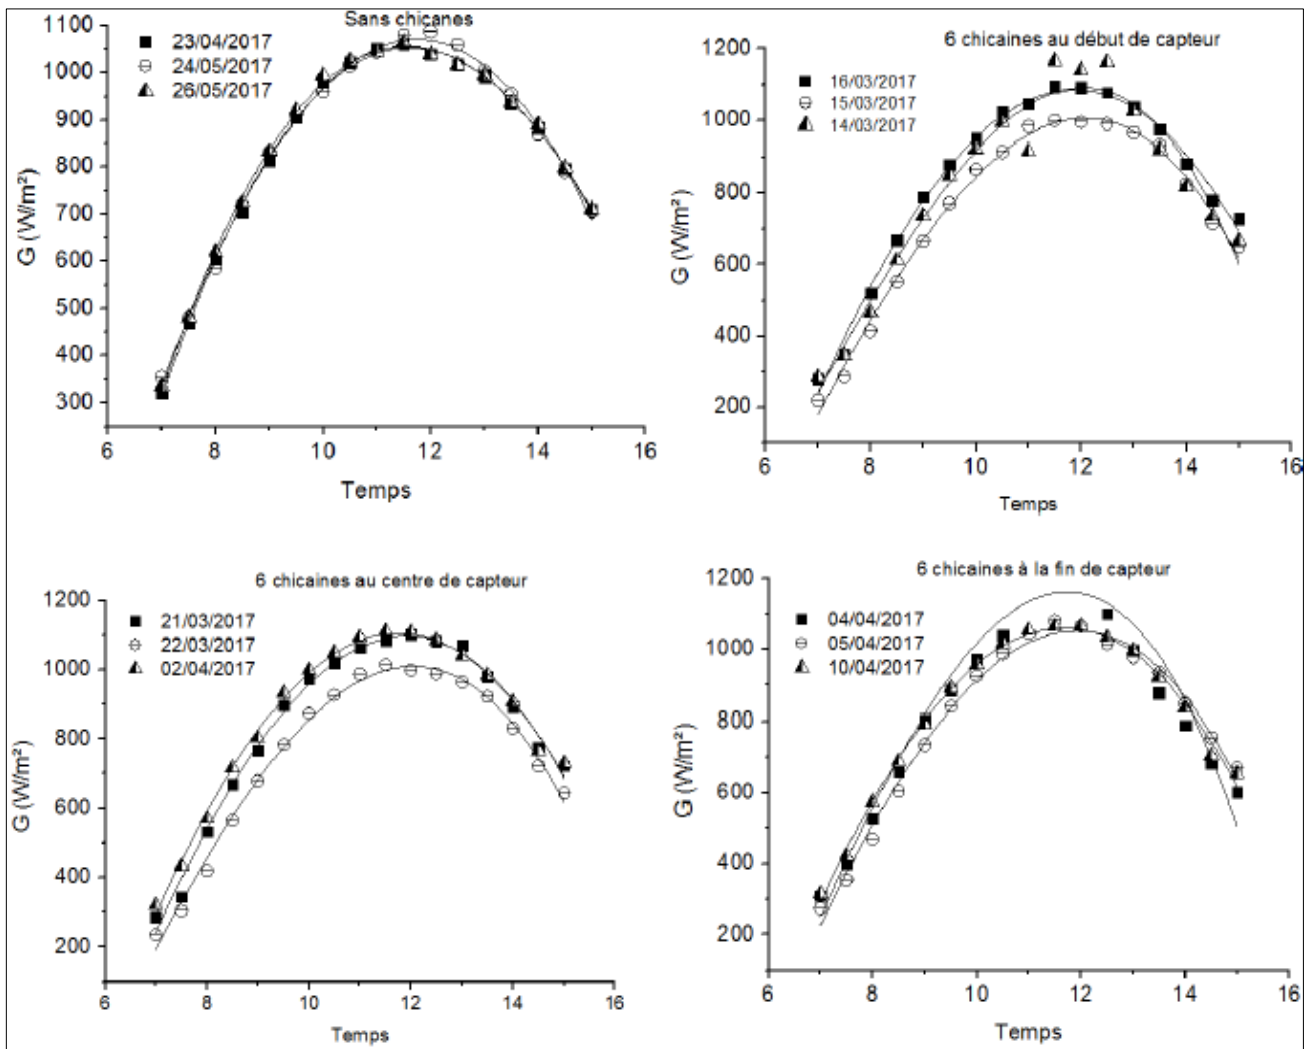 Sans chicanes
23/04/2017
24/05/2017
26/05/2017
1100
1000
900
800
700
600
500
400
300
G (W/m²)
6 8 10 12 14 16
Temps
6 chicaines au début de capteur
16/03/2017
15/03/2017
14/03/2017
1200
1000
800
600
400
200
G (W/m²)
6 8 10 12 14 16
Temps
6 chicaines au centre de capteur
21/03/2017
22/03/2017
02/04/2017
1200
1000
800
600
400
200
G (W/m²)
6 8 10 12 14 16
Temps
6 chicaines à la fin de capteur
04/04/2017
05/04/2017
10/04/2017
1200
1000
800
600
400
200
G (W/m²)
6 8 10 12 14 16
Temps